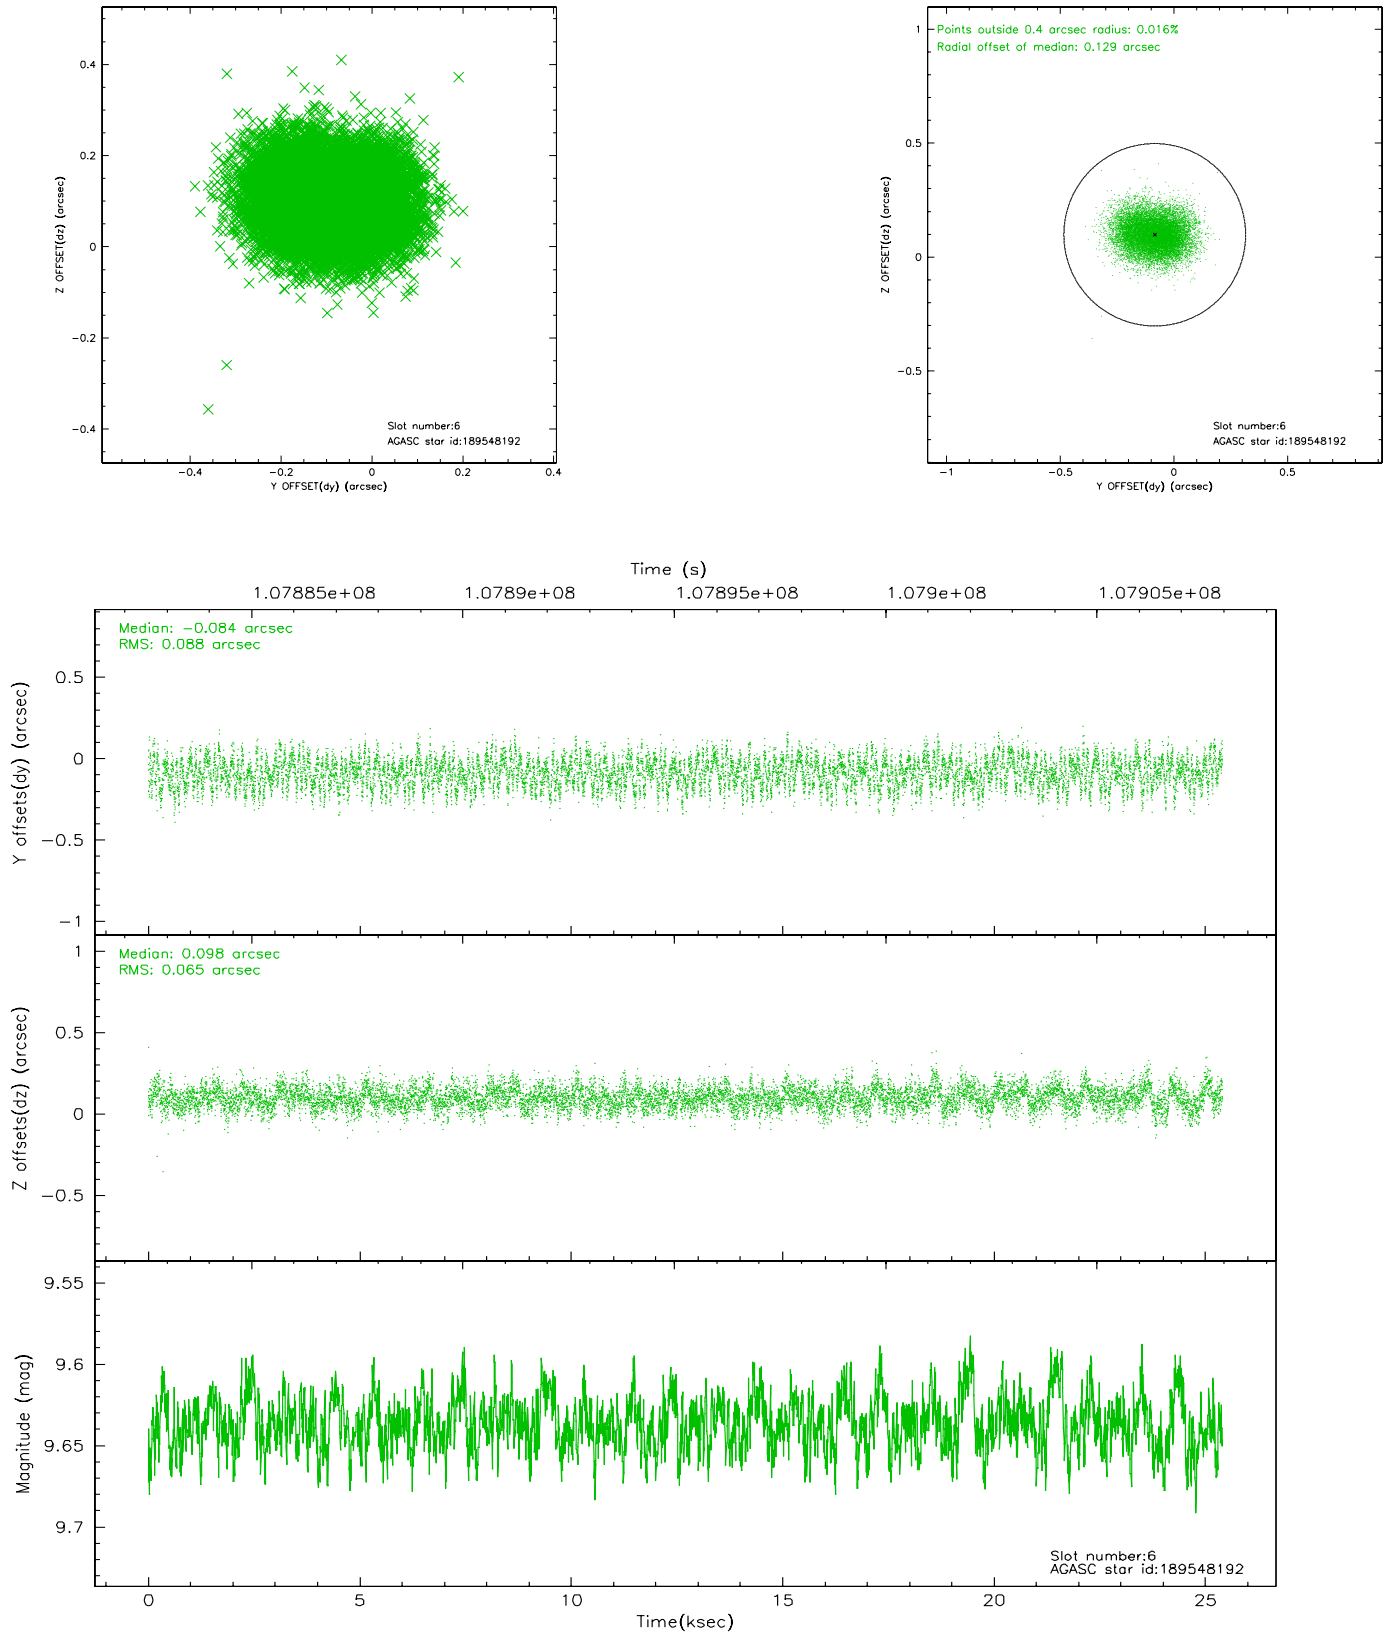 0.4
0.2
0
−0.2
−0.4
Z OFFSET(dz) (arcsec)
Slot number:6
AGASC star id:189548192
−0.4 −0.2 0 0.2 0.4
Y OFFSET(dy) (arcsec)
Points outside 0.4 arcsec radius: 0.016%
Radial offset of median: 0.129 arcsec
1
0.5
0
−0.5
Z OFFSET(dz) (arcsec)
Slot number:6
AGASC star id:189548192
−1 −0.5 0 0.5
Y OFFSET(dy) (arcsec)
Time (s)
1.07885e+08 1.0789e+08 1.07895e+08 1.079e+08 1.07905e+08
Median: −0.084 arcsec
RMS: 0.088 arcsec
0.5
0
−0.5
−1
Y offsets(dy) (arcsec)
Median: 0.098 arcsec
RMS: 0.065 arcsec
1
0.5
0
−0.5
Z offsets(dz) (arcsec)
9.55
9.6
9.65
9.7
Magnitude (mag)
Slot number:6
AGASC star id:189548192
0 5 10 15 20 25
Time(ksec)